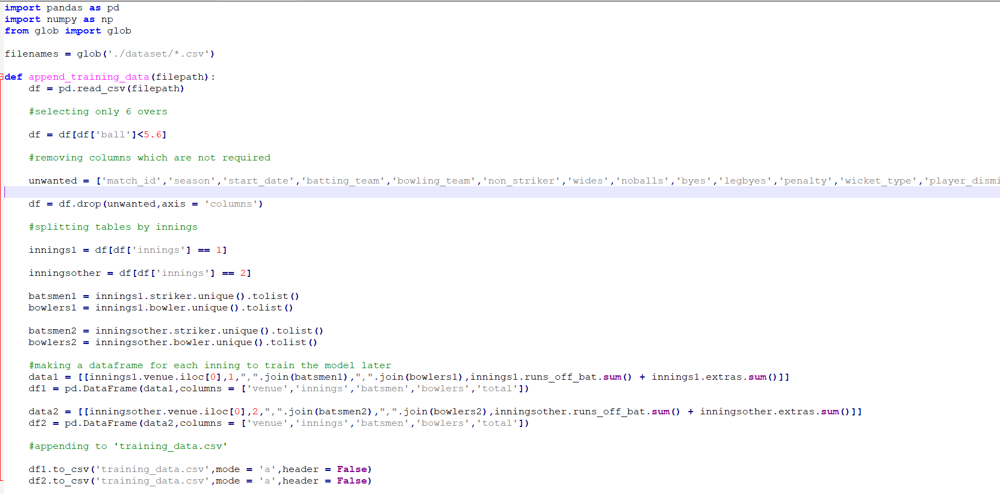 import pandas as pd
import numpy as np
from glob import glob
filenames = glob('./dataset/*.csv')
def append_training_data(filepath):
    df = pd.read_csv(filepath)
    #selecting only 6 overs
    df = df[df['ball']<5.6]
    #removing columns which are not required
    unwanted = ['match_id','season','start_date','batting_team','bowling_team','non_striker','wides','noballs','byes','legbyes','penalty','wicket_type','player_dismi
    df = df.drop(unwanted,axis = 'columns')
    #splitting tables by innings
    innings1 = df[df['innings'] == 1]
    inningsother = df[df['innings'] == 2]
    batsmen1 = innings1.striker.unique().tolist()
    bowlers1 = innings1.bowler.unique().tolist()
    batsmen2 = inningsother.striker.unique().tolist()
    bowlers2 = inningsother.bowler.unique().tolist()
    #making a dataframe for each inning to train the model later
    data1 = [[innings1.venue.iloc[0],1,",".join(batsmen1),",".join(bowlers1),innings1.runs_off_bat.sum() + innings1.extras.sum()]]
    df1 = pd.DataFrame(data1,columns = ['venue','innings','batsmen','bowlers','total'])
    data2 = [[inningsother.venue.iloc[0],2,",".join(batsmen2),",".join(bowlers2),inningsother.runs_off_bat.sum() + inningsother.extras.sum()]]
    df2 = pd.DataFrame(data2,columns = ['venue','innings','batsmen','bowlers','total'])
    #appending to 'training_data.csv'
    df1.to_csv('training_data.csv',mode = 'a',header = False)
    df2.to_csv('training_data.csv',mode = 'a',header = False)